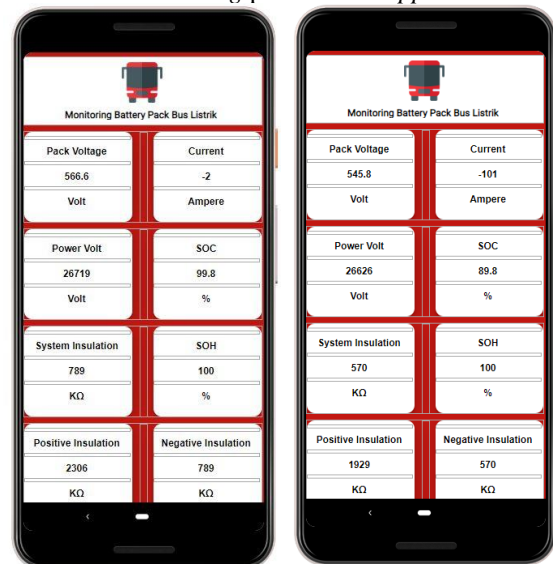 Monitoring Battery Pack Bus Listrik
Pack Voltage
566.6
Volt
Current
-2
Ampere
Power Volt
26719
Volt
SOC
99.8
%
System Insulation
789
KΩ
SOH
100
%
Positive Insulation
2306
KΩ
Negative Insulation
789
KΩ
Monitoring Battery Pack Bus Listrik
Pack Voltage
545.8
Volt
Current
-101
Ampere
Power Volt
26626
Volt
SOC
89.8
%
System Insulation
570
KΩ
SOH
100
%
Positive Insulation
1929
KΩ
Negative Insulation
570
KΩ